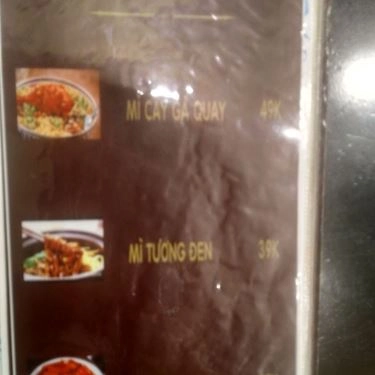 MÌ CAY GÀ QUAY 49K
MÌ TƯƠNG ĐEN 39K